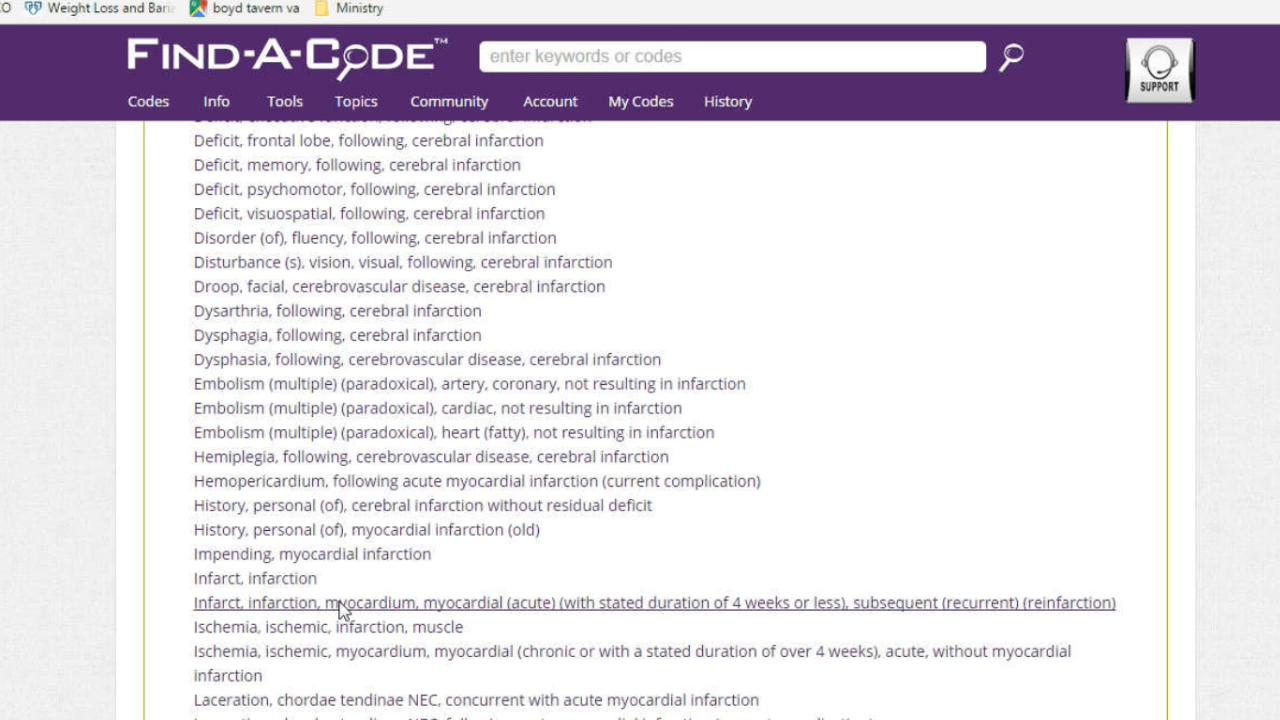 CO Weight Loss and Baria boyd tavern va Ministry
FIND-A-CODE™
enter keywords or codes
SUPPORT
Codes Info Tools Topics Community Account My Codes History
Deficit, executive function, following, cerebral infarction
Deficit, frontal lobe, following, cerebral infarction
Deficit, memory, following, cerebral infarction
Deficit, psychomotor, following, cerebral infarction
Deficit, visuospatial, following, cerebral infarction
Disorder (of), fluency, following, cerebral infarction
Disturbance (s), vision, visual, following, cerebral infarction
Droop, facial, cerebrovascular disease, cerebral infarction
Dysarthria, following, cerebral infarction
Dysphagia, following, cerebral infarction
Dysphasia, following, cerebrovascular disease, cerebral infarction
Embolism (multiple) (paradoxical), artery, coronary, not resulting in infarction
Embolism (multiple) (paradoxical), cardiac, not resulting in infarction
Embolism (multiple) (paradoxical), heart (fatty), not resulting in infarction
Hemiplegia, following, cerebrovascular disease, cerebral infarction
Hemopericardium, following acute myocardial infarction (current complication)
History, personal (of), cerebral infarction without residual deficit
History, personal (of), myocardial infarction (old)
Impending, myocardial infarction
Infarct, infarction
Infarct, infarction, myocardium, myocardial (acute) (with stated duration of 4 weeks or less), subsequent (recurrent) (reinfarction)
Ischemia, ischemic, infarction, muscle
Ischemia, ischemic, myocardium, myocardial (chronic or with a stated duration of over 4 weeks), acute, without myocardial
infarction
Laceration, chordae tendinae NEC, concurrent with acute myocardial infarction